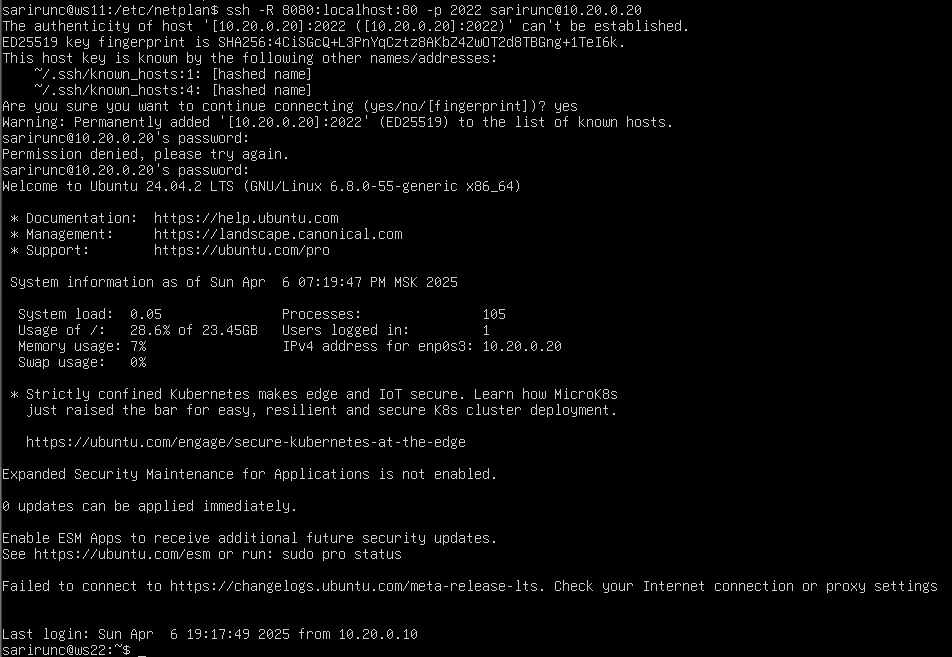 sarirunc@ws11:/etc/netplan$ ssh -R 8080:localhost:80 -p 2022 sarirunc@10.20.0.20
The authenticity of host '[10.20.0.20]:2022 ([10.20.0.20]:2022)' can't be established.
ED25519 key fingerprint is SHA256:4CiSGcQ+L3PnYqCztz8AKbZ4ZwOT2d8TBGng+1TeI6k.
This host key is known by the following other names/addresses:
    ~/.ssh/known_hosts:1: [hashed name]
    ~/.ssh/known_hosts:4: [hashed name]
Are you sure you want to continue connecting (yes/no/[fingerprint])? yes
Warning: Permanently added '[10.20.0.20]:2022' (ED25519) to the list of known hosts.
sarirunc@10.20.0.20's password:
Permission denied, please try again.
sarirunc@10.20.0.20's password:
Welcome to Ubuntu 24.04.2 LTS (GNU/Linux 6.8.0-55-generic x86_64)

 * Documentation:  https://help.ubuntu.com
 * Management:     https://landscape.canonical.com
 * Support:        https://ubuntu.com/pro

 System information as of Sun Apr  6 07:19:47 PM MSK 2025

  System load:  0.05               Processes:               105
  Usage of /:   28.6% of 23.45GB   Users logged in:         1
  Memory usage: 7%                 IPv4 address for enp0s3: 10.20.0.20
  Swap usage:   0%

 * Strictly confined Kubernetes makes edge and IoT secure. Learn how MicroK8s
   just raised the bar for easy, resilient and secure K8s cluster deployment.

   https://ubuntu.com/engage/secure-kubernetes-at-the-edge

Expanded Security Maintenance for Applications is not enabled.

0 updates can be applied immediately.

Enable ESM Apps to receive additional future security updates.
See https://ubuntu.com/esm or run: sudo pro status

Failed to connect to https://changelogs.ubuntu.com/meta-release-lts. Check your Internet connection or proxy settings

Last login: Sun Apr  6 19:17:49 2025 from 10.20.0.10
sarirunc@ws22:~$ _